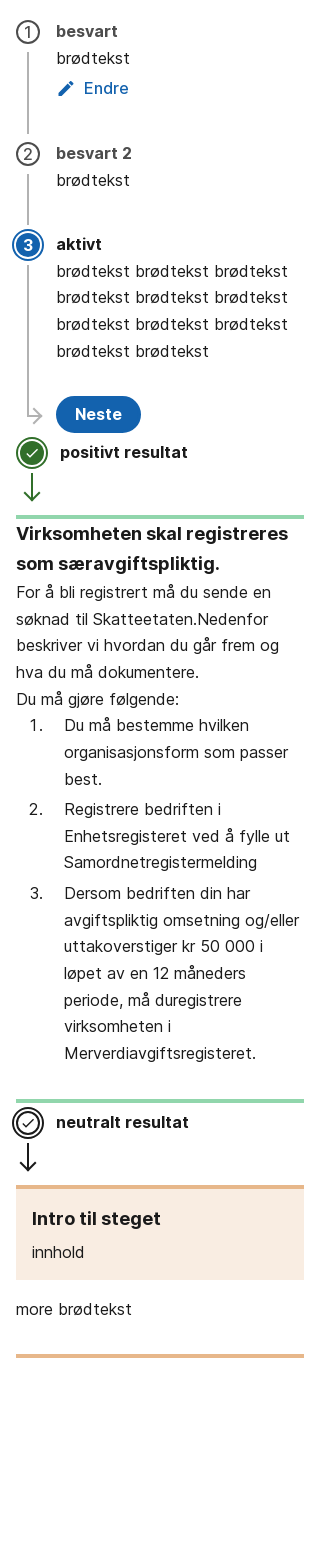 1 besvart
brødtekst
Endre
2 besvart 2
brødtekst
3 aktivt
brødtekst brødtekst brødtekst
brødtekst brødtekst brødtekst
brødtekst brødtekst brødtekst
brødtekst brødtekst
Neste
positivt resultat
Virksomheten skal registreres
som særavgiftspliktig.
For å bli registrert må du sende en
søknad til Skatteetaten.Nedenfor
beskriver vi hvordan du går frem og
hva du må dokumentere.
Du må gjøre følgende:
1. Du må bestemme hvilken
organisasjonsform som passer
best.
2. Registrere bedriften i
Enhetsregisteret ved å fylle ut
Samordnetregistermelding
3. Dersom bedriften din har
avgiftspliktig omsetning og/eller
uttakoverstiger kr 50 000 i
løpet av en 12 måneders
periode, må duregistrere
virksomheten i
Merverdiavgiftsregisteret.
neutralt resultat
Intro til steget
innhold
more brødtekst